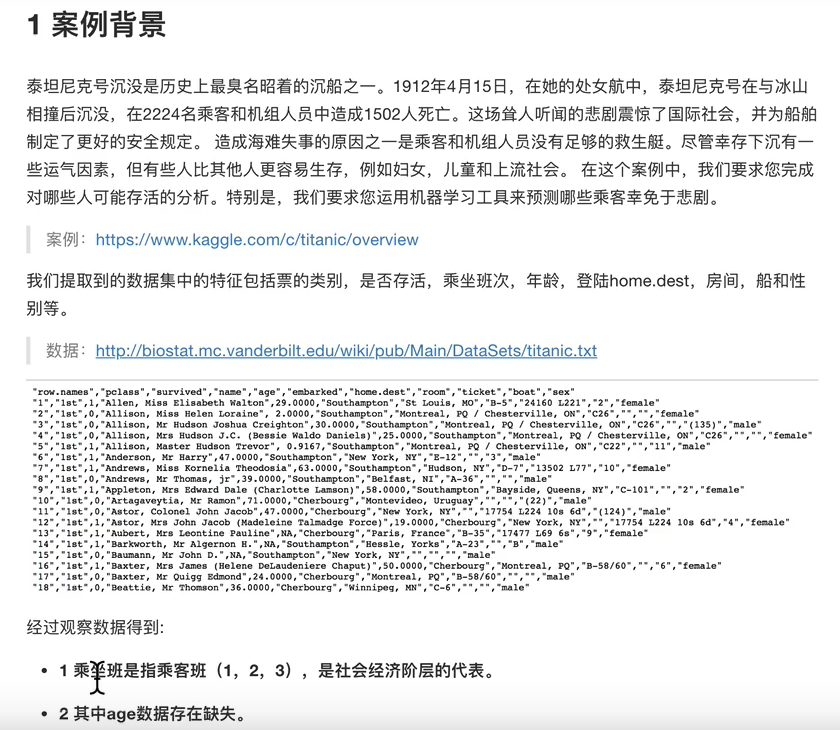 1 案例背景
泰坦尼克号沉没是历史上最臭名昭着的沉船之一。1912年4月15日，在她的处女航中，泰坦尼克号在与冰山
相撞后沉没，在2224名乘客和机组人员中造成1502人死亡。这场耸人听闻的悲剧震惊了国际社会，并为船舶
制定了更好的安全规定。 造成海难失事的原因之一是乘客和机组人员没有足够的救生艇。尽管幸存下沉有一
些运气因素，但有些人比其他人更容易生存，例如妇女，儿童和上流社会。 在这个案例中，我们要求您完成
对哪些人可能存活的分析。特别是，我们要求您运用机器学习工具来预测哪些乘客幸免于悲剧。
案例：https://www.kaggle.com/c/titanic/overview
我们提取到的数据集中的特征包括票的类别，是否存活，乘坐班次，年龄，登陆home.dest，房间，船和性
别等。
数据：http://biostat.mc.vanderbilt.edu/wiki/pub/Main/DataSets/titanic.txt
"row.names","pclass","survived","name","age","embarked","home.dest","room","ticket","boat","sex"
"1","1st",1,"Allen, Miss Elisabeth Walton",29.0000,"Southampton","St Louis, MO","B-5","24160 L221","2","female"
"2","1st",0,"Allison, Miss Helen Loraine", 2.0000,"Southampton","Montreal, PQ / Chesterville, ON","C26","","","female"
"3","1st",0,"Allison, Mr Hudson Joshua Creighton",30.0000,"Southampton","Montreal, PQ / Chesterville, ON","C26","","(135)","male"
"4","1st",0,"Allison, Mrs Hudson J.C. (Bessie Waldo Daniels)",25.0000,"Southampton","Montreal, PQ / Chesterville, ON","C26","","","female"
"5","1st",1,"Allison, Master Hudson Trevor", 0.9167,"Southampton","Montreal, PQ / Chesterville, ON","C22","","11","male"
"6","1st",1,"Anderson, Mr Harry",47.0000,"Southampton","New York, NY","E-12","","3","male"
"7","1st",1,"Andrews, Miss Kornelia Theodosia",63.0000,"Southampton","Hudson, NY","D-7","13502 L77","10","female"
"8","1st",0,"Andrews, Mr Thomas, jr",39.0000,"Southampton","Belfast, NI","A-36","","","male"
"9","1st",1,"Appleton, Mrs Edward Dale (Charlotte Lamson)",58.0000,"Southampton","Bayside, Queens, NY","C-101","","2","female"
"10","1st",0,"Artagaveytia, Mr Ramon",71.0000,"Cherbourg","Montevideo, Uruguay","","","(22)","male"
"11","1st",0,"Astor, Colonel John Jacob",47.0000,"Cherbourg","New York, NY","","17754 L224 10s 6d","(124)","male"
"12","1st",1,"Astor, Mrs John Jacob (Madeleine Talmadge Force)",19.0000,"Cherbourg","New York, NY","","17754 L224 10s 6d","4","female"
"13","1st",1,"Aubert, Mrs Leontine Pauline",NA,"Cherbourg","Paris, France","B-35","17477 L69 6s","9","female"
"14","1st",1,"Barkworth, Mr Algernon H.",NA,"Southampton","Hessle, Yorks","A-23","","B","male"
"15","1st",0,"Baumann, Mr John D.",NA,"Southampton","New York, NY","","","","male"
"16","1st",1,"Baxter, Mrs James (Helene DeLaudeniere Chaput)",50.0000,"Cherbourg","Montreal, PQ","B-58/60","","6","female"
"17","1st",0,"Baxter, Mr Quigg Edmond",24.0000,"Cherbourg","Montreal, PQ","B-58/60","","","male"
"18","1st",0,"Beattie, Mr Thomson",36.0000,"Cherbourg","Winnipeg, MN","C-6","","","male"
经过观察数据得到:
• 1 乘坐班是指乘客班（1，2，3），是社会经济阶层的代表。
• 2 其中age数据存在缺失。